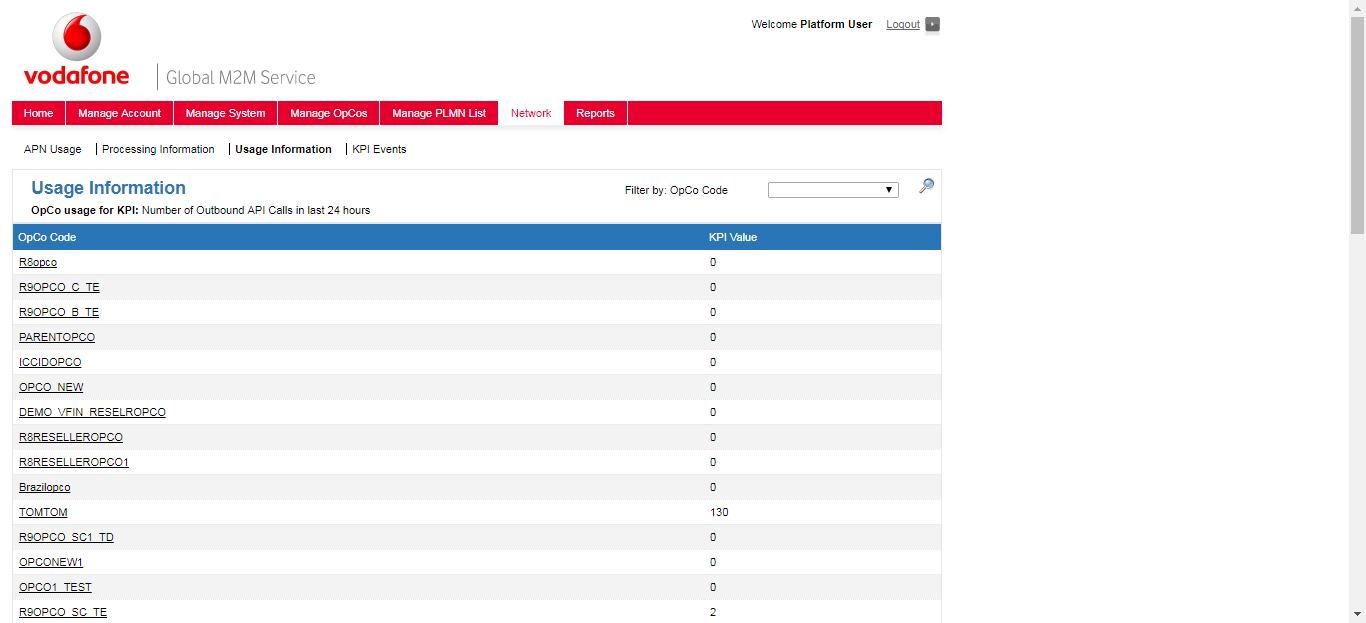 Welcome Platform User Logout
vodafone Global M2M Service
Home Manage Account Manage System Manage OpCos Manage PLMN List Network Reports
APN Usage Processing Information Usage Information KPI Events
Usage Information
Filter by: OpCo Code
OpCo usage for KPI: Number of Outbound API Calls in last 24 hours
OpCo Code KPI Value
R8opco 0
R9OPCO_C_TE 0
R9OPCO_B_TE 0
PARENTOPCO 0
ICCIDOPCO 0
OPCO_NEW 0
DEMO_VFIN_RESELROPCO 0
R8RESELLEROPCO 0
R8RESELLEROPCO1 0
Brazilopco 0
TOMTOM 130
R9OPCO_SC1_TD 0
OPCONEW1 0
OPCO1_TEST 0
R9OPCO_SC_TE 2